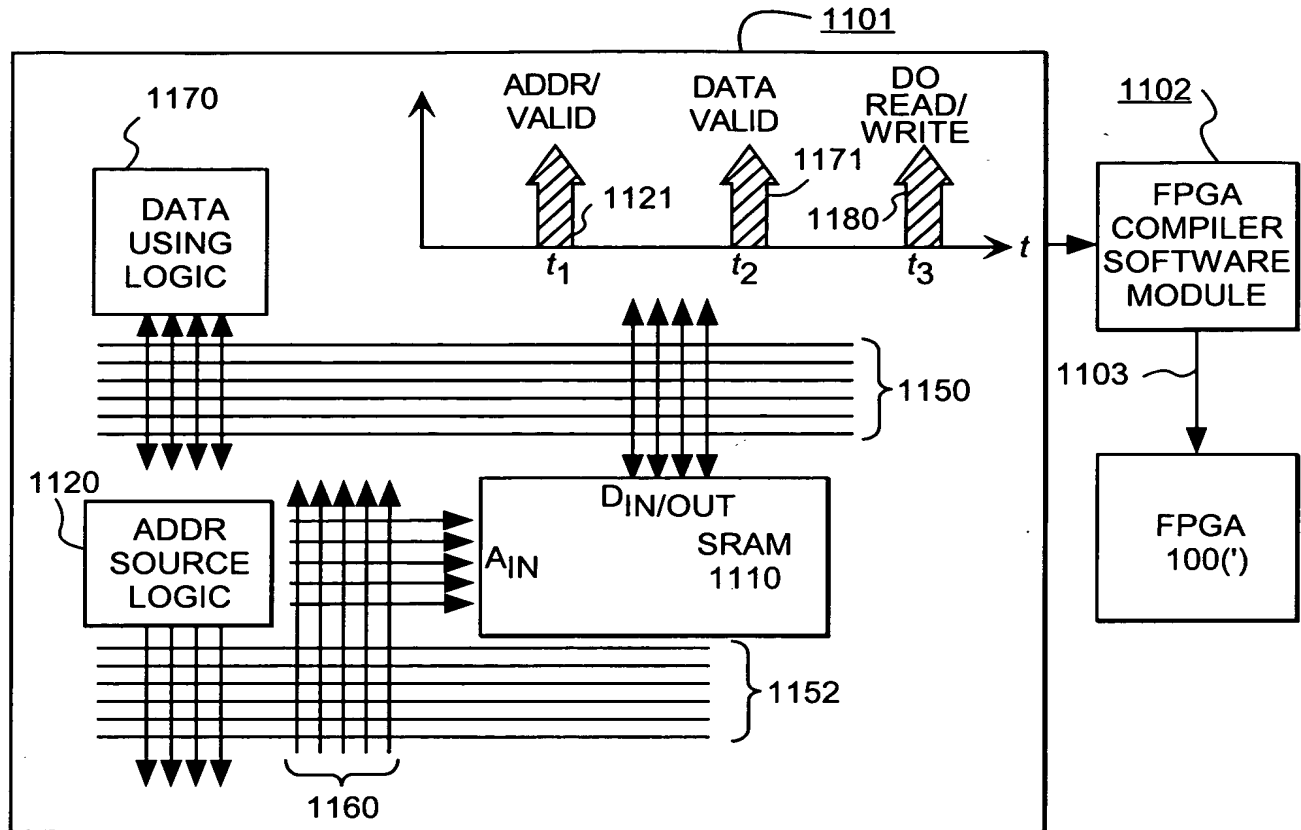 1101
1170
ADDR/
VALID
DATA
VALID
DO
READ/
WRITE
1102
1121
1171
1180
t1
t2
t3
t
DATA
USING
LOGIC
FPGA
COMPILER
SOFTWARE
MODULE
1103
1150
1120
ADDR
SOURCE
LOGIC
DIN/OUT
AIN
SRAM
1110
FPGA
100(')
1152
1160